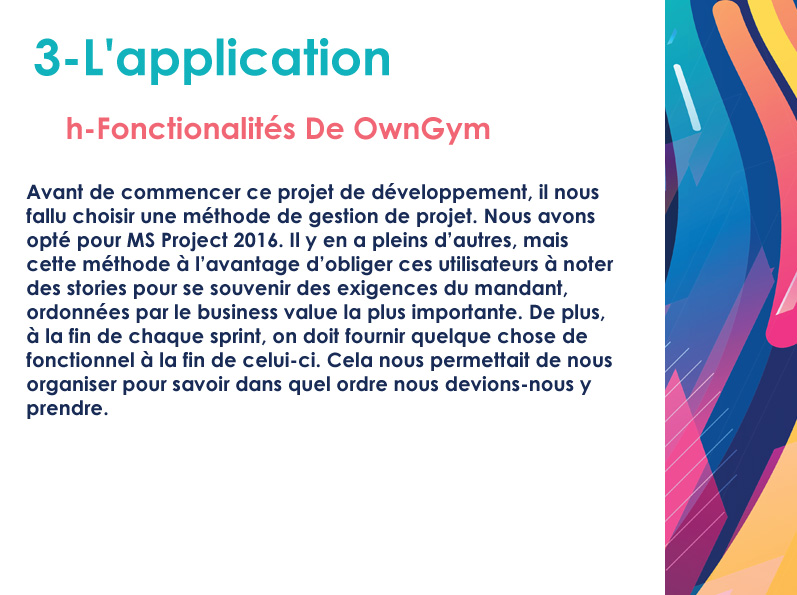 3-L'application
h-Fonctionalités De OwnGym
Avant de commencer ce projet de développement, il nous
fallu choisir une méthode de gestion de projet. Nous avons
opté pour MS Project 2016. Il y en a pleins d’autres, mais
cette méthode à l’avantage d’obliger ces utilisateurs à noter
des stories pour se souvenir des exigences du mandant,
ordonnées par le business value la plus importante. De plus,
à la fin de chaque sprint, on doit fournir quelque chose de
fonctionnel à la fin de celui-ci. Cela nous permettait de nous
organiser pour savoir dans quel ordre nous devions-nous y
prendre.